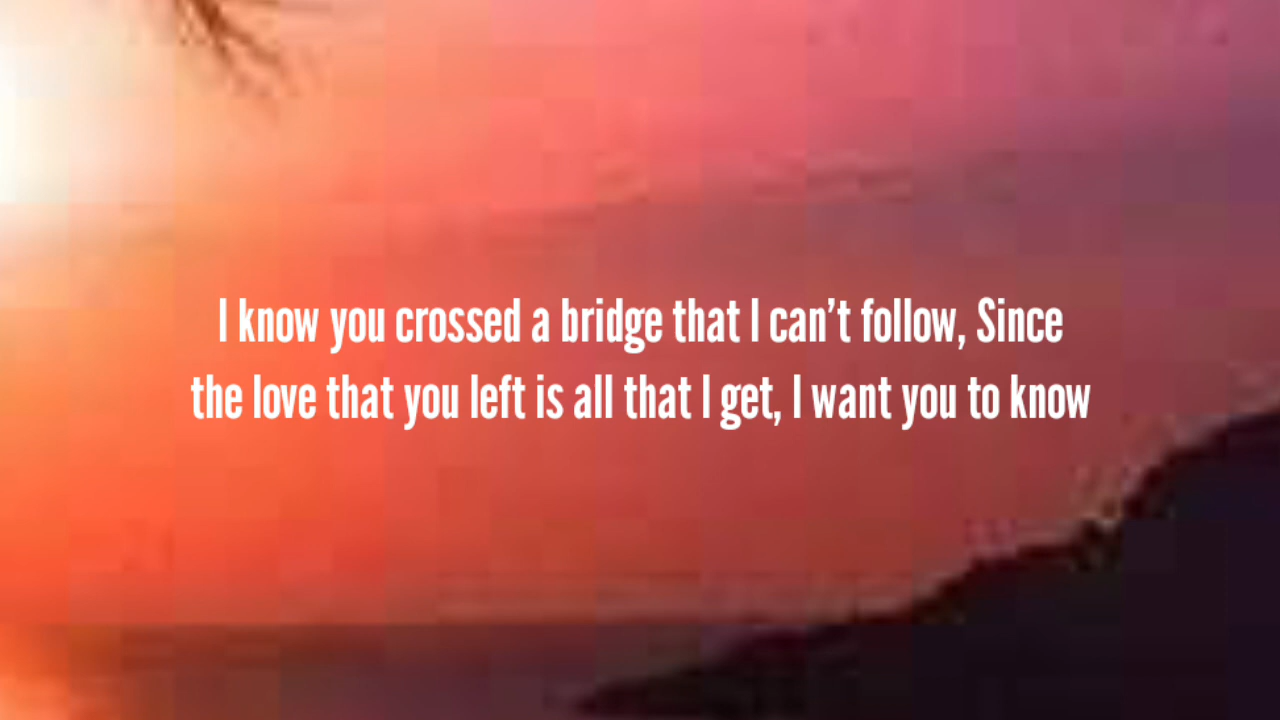 I know you crossed a bridge that I can’t follow, Since
the love that you left is all that I get, I want you to know